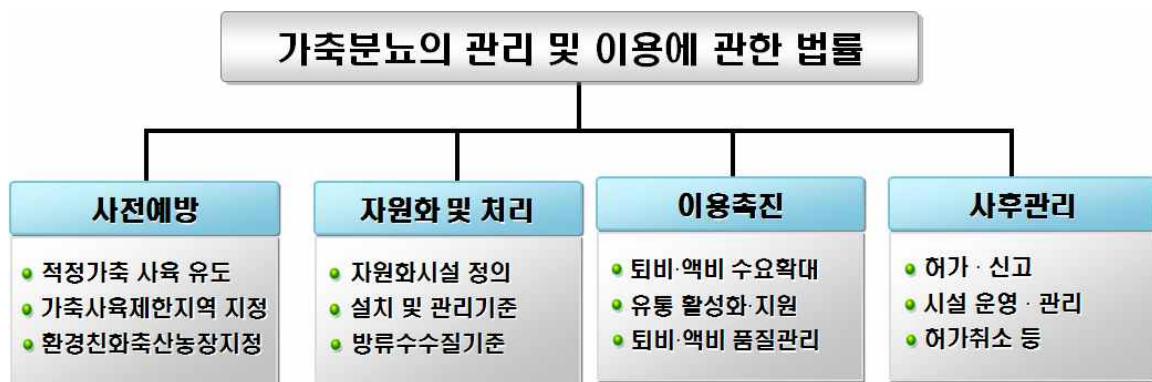 가축분뇨의 관리 및 이용에 관한 법률
사전예방
적정가축 사육 유도
가축사육제한지역 지정
환경친화축산농장지정
자원화 및 처리
자원화시설 정의
설치 및 관리기준
방류수수질기준
이용촉진
퇴비·액비 수요확대
유통 활성화·지원
퇴비·액비 품질관리
사후관리
허가 · 신고
시설 운영 · 관리
허가취소 등